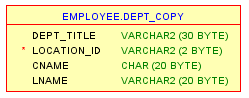 EMPLOYEE.DEPT_COPY
DEPT_TITLE VARCHAR2 (30 BYTE)
* LOCATION_ID VARCHAR2 (2 BYTE)
CNAME CHAR (20 BYTE)
LNAME VARCHAR2 (20 BYTE)